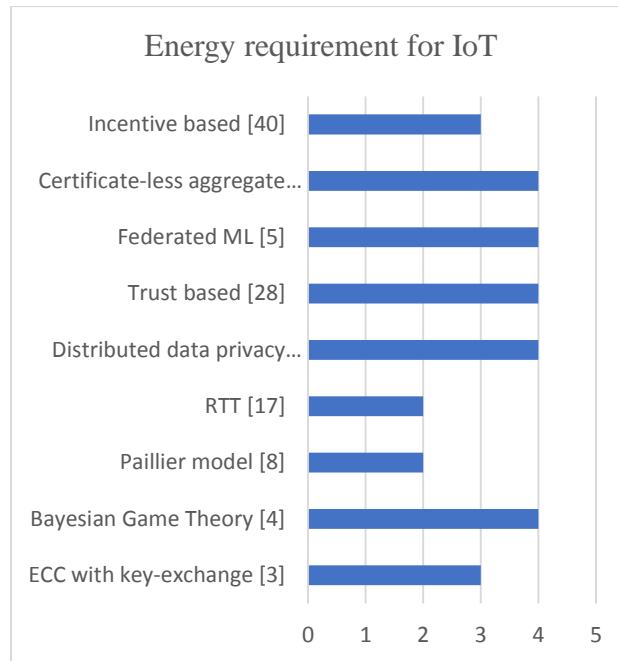 Energy requirement for IoT
Incentive based [40]
Certificate-less aggregate...
Federated ML [5]
Trust based [28]
Distributed data privacy...
RTT [17]
Paillier model [8]
Bayesian Game Theory [4]
ECC with key-exchange [3]
0 1 2 3 4 5